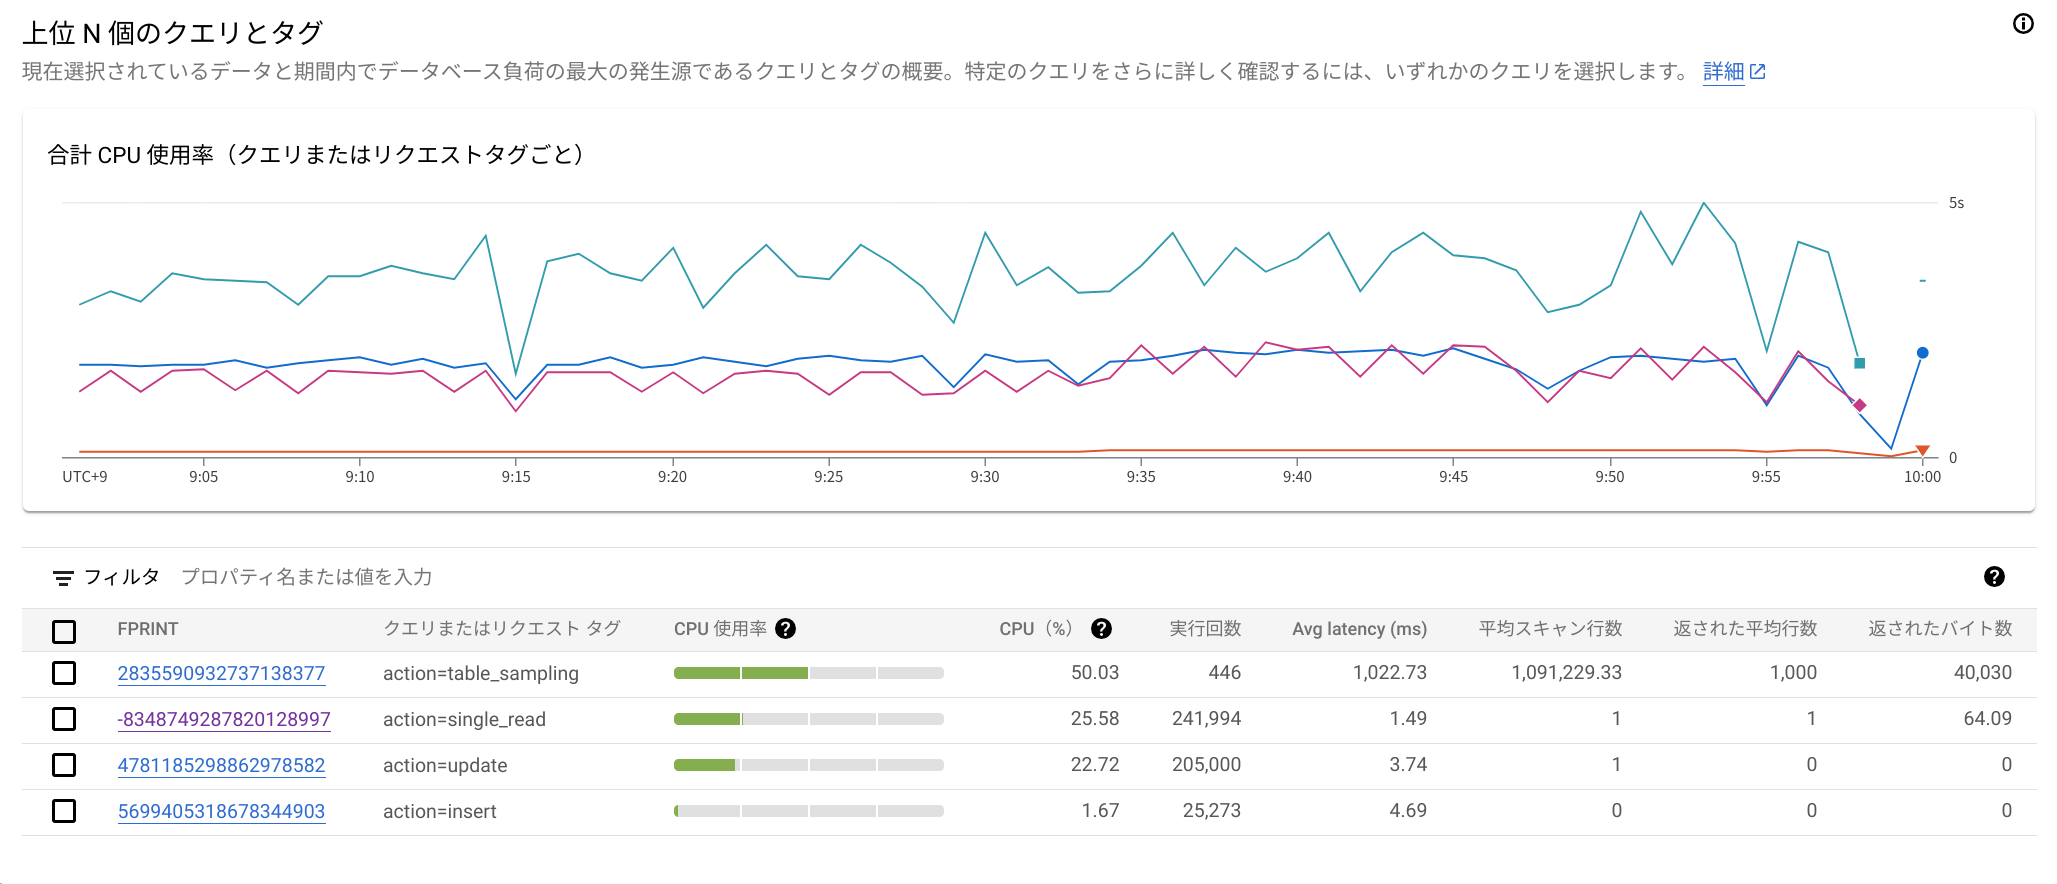 上位 N 個のクエリとタグ
現在選択されているデータと期間内でデータベース負荷の最大の発生源であるクエリとタグの概要。特定のクエリをさらに詳しく確認するには、いずれかのクエリを選択します。 詳細
合計 CPU 使用率（クエリまたはリクエストタグごと）
5s
0
UTC+9 9:05 9:10 9:15 9:20 9:25 9:30 9:35 9:40 9:45 9:50 9:55 10:00
フィルタ プロパティ名または値を入力
FPRINT クエリまたはリクエスト タグ CPU 使用率 CPU（%） 実行回数 Avg latency (ms) 平均スキャン行数 返された平均行数 返されたバイト数
2835590932737138377 action=table_sampling 50.03 446 1,022.73 1,091,229.33 1,000 40,030
-8348749287820128997 action=single_read 25.58 241,994 1.49 1 1 64.09
4781185298862978582 action=update 22.72 205,000 3.74 1 0 0
5699405318678344903 action=insert 1.67 25,273 4.69 0 0 0